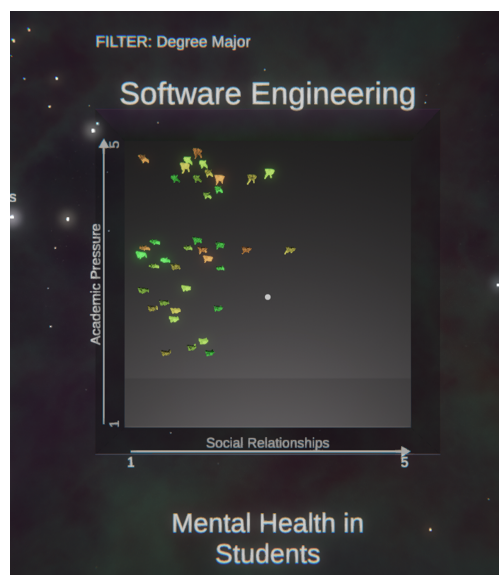 FILTER: Degree Major
Software Engineering
s
5
Academic Pressure
1
Social Relationships
1
5
Mental Health in
Students